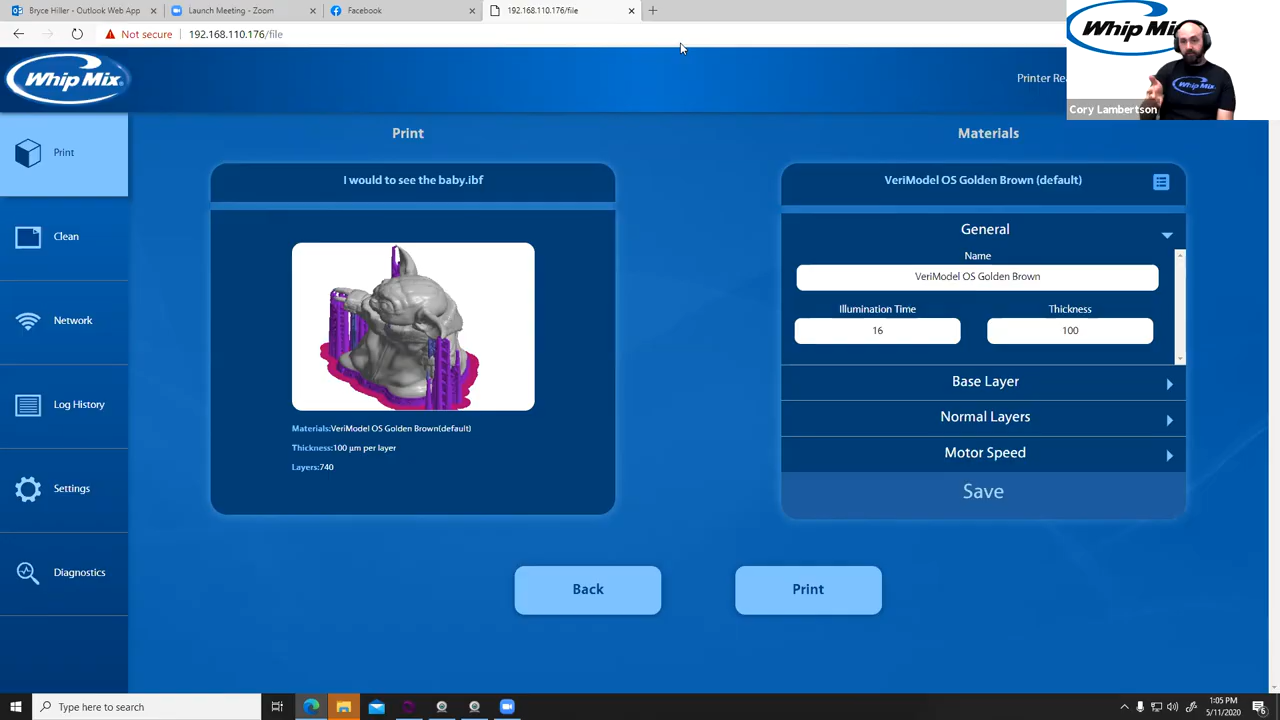 Bryce Hiller - Outlook Web App
Launch Meeting - Zoom
Facebook
192.168.110.176/file
Not secure
192.168.110.176/file
Whip Mix
Cory Lambertson
Whip Mix
Whip Mix®
Printer Rea
Print
Clean
Network
Log History
Settings
Diagnostics
Print
I would to see the baby.ibf
Materials:VeriModel OS Golden Brown(default)
Thickness:100 µm per layer
Layers:740
Materials
VeriModel OS Golden Brown (default)
General
Name
VeriModel OS Golden Brown
Illumination Time
Thickness
16
100
Base Layer
Normal Layers
Motor Speed
Save
Back
Print
Type here to search
1:05 PM
5/11/2020
6